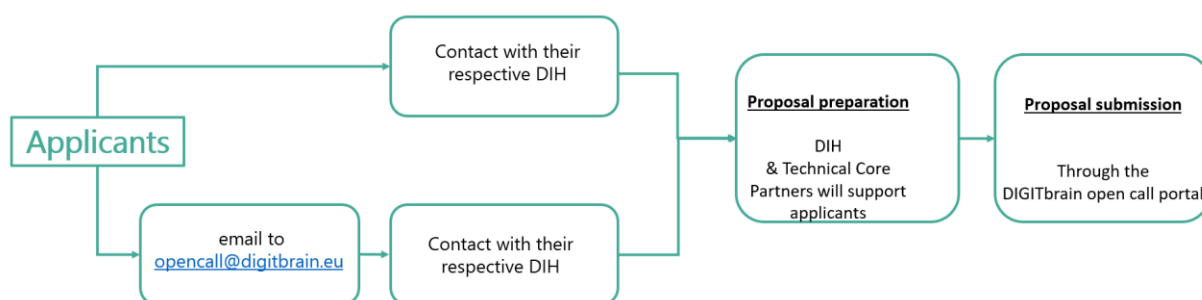 Applicants
Contact with their
respective DIH
email to
opencall@digitbrain.eu
Contact with their
respective DIH
Proposal preparation
DIH
& Technical Core
Partners will support
applicants
Proposal submission
Through the
DIGITbrain open call portal